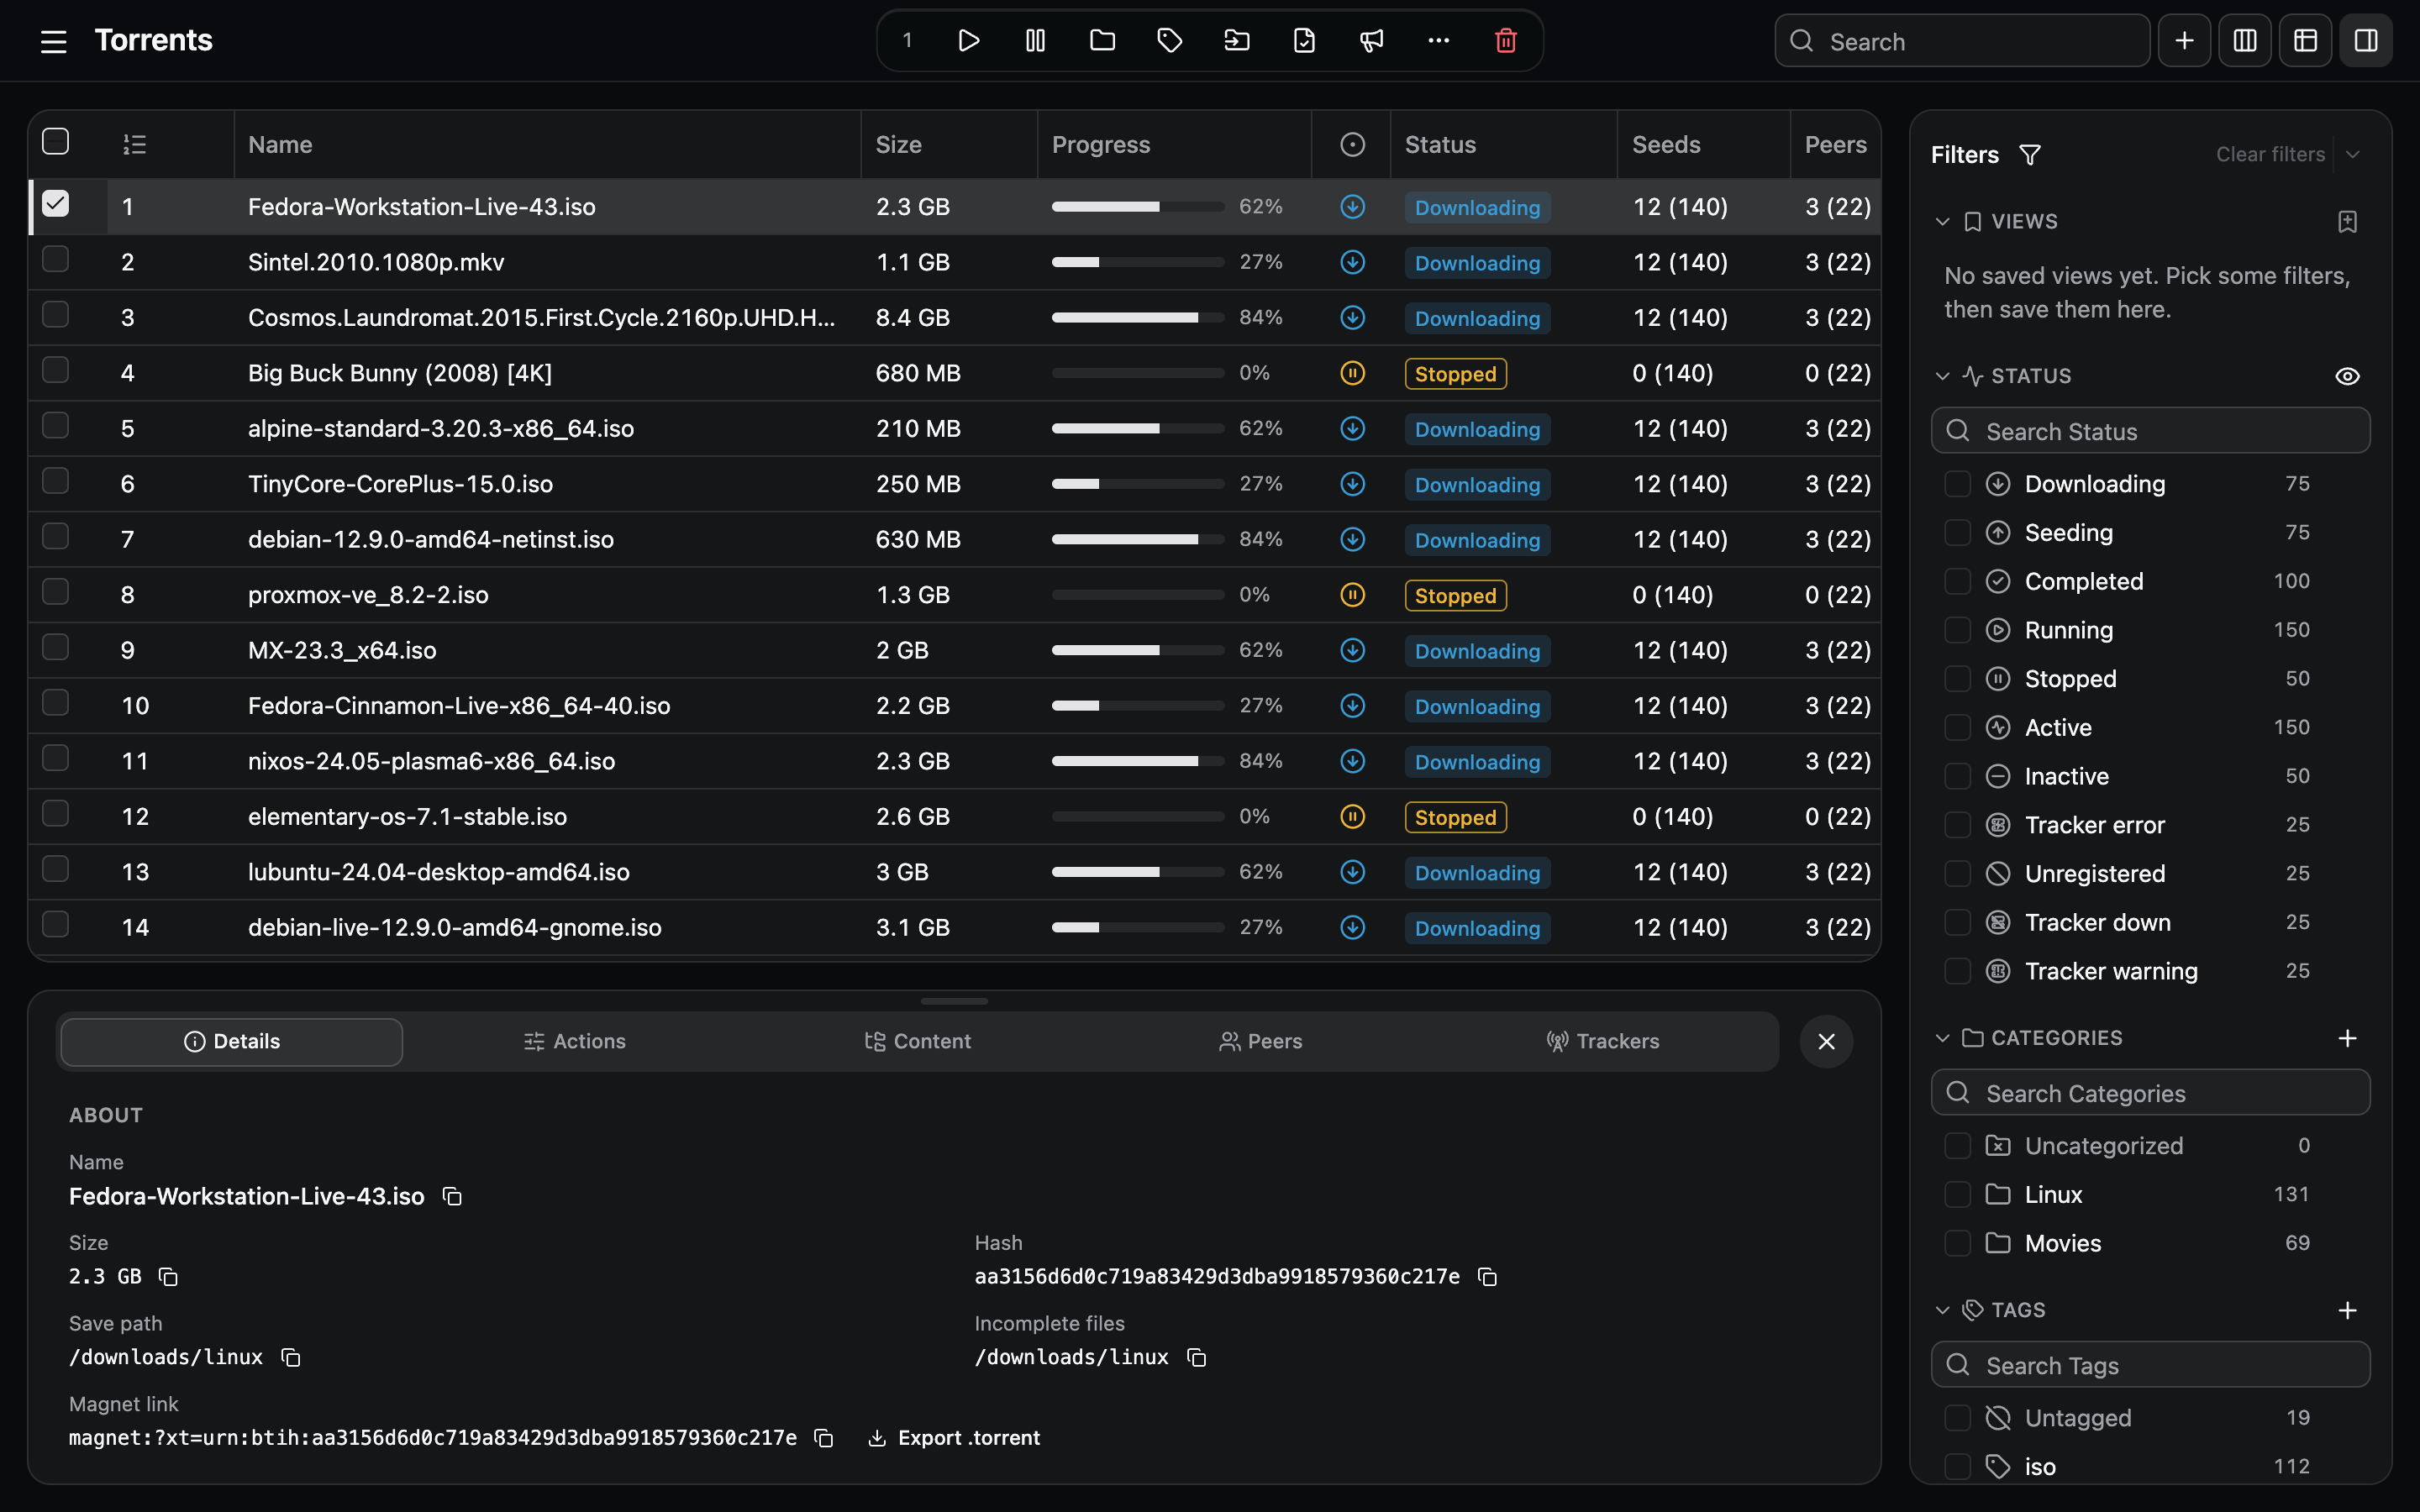 Torrents
1
Search
Name Size Progress Status Seeds Peers
1 Fedora-Workstation-Live-43.iso 2.3 GB 62% Downloading 12 (140) 3 (22)
2 Sintel.2010.1080p.mkv 1.1 GB 27% Downloading 12 (140) 3 (22)
3 Cosmos.Laundromat.2015.First.Cycle.2160p.UHD.H... 8.4 GB 84% Downloading 12 (140) 3 (22)
4 Big Buck Bunny (2008) [4K] 680 MB 0% Stopped 0 (140) 0 (22)
5 alpine-standard-3.20.3-x86_64.iso 210 MB 62% Downloading 12 (140) 3 (22)
6 TinyCore-CorePlus-15.0.iso 250 MB 27% Downloading 12 (140) 3 (22)
7 debian-12.9.0-amd64-netinst.iso 630 MB 84% Downloading 12 (140) 3 (22)
8 proxmox-ve_8.2-2.iso 1.3 GB 0% Stopped 0 (140) 0 (22)
9 MX-23.3_x64.iso 2 GB 62% Downloading 12 (140) 3 (22)
10 Fedora-Cinnamon-Live-x86_64-40.iso 2.2 GB 27% Downloading 12 (140) 3 (22)
11 nixos-24.05-plasma6-x86_64.iso 2.3 GB 84% Downloading 12 (140) 3 (22)
12 elementary-os-7.1-stable.iso 2.6 GB 0% Stopped 0 (140) 0 (22)
13 lubuntu-24.04-desktop-amd64.iso 3 GB 62% Downloading 12 (140) 3 (22)
14 debian-live-12.9.0-amd64-gnome.iso 3.1 GB 27% Downloading 12 (140) 3 (22)
Details Actions Content Peers Trackers
ABOUT
Name
Fedora-Workstation-Live-43.iso
Size Hash
2.3 GB aa3156d6d0c719a83429d3dba9918579360c217e
Save path Incomplete files
/downloads/linux /downloads/linux
Magnet link
magnet:?xt=urn:btih:aa3156d6d0c719a83429d3dba9918579360c217e Export .torrent
Filters Clear filters
VIEWS
No saved views yet. Pick some filters,
then save them here.
STATUS
Search Status
Downloading 75
Seeding 75
Completed 100
Running 150
Stopped 50
Active 150
Inactive 50
Tracker error 25
Unregistered 25
Tracker down 25
Tracker warning 25
CATEGORIES
Search Categories
Uncategorized 0
Linux 131
Movies 69
TAGS
Search Tags
Untagged 19
iso 112